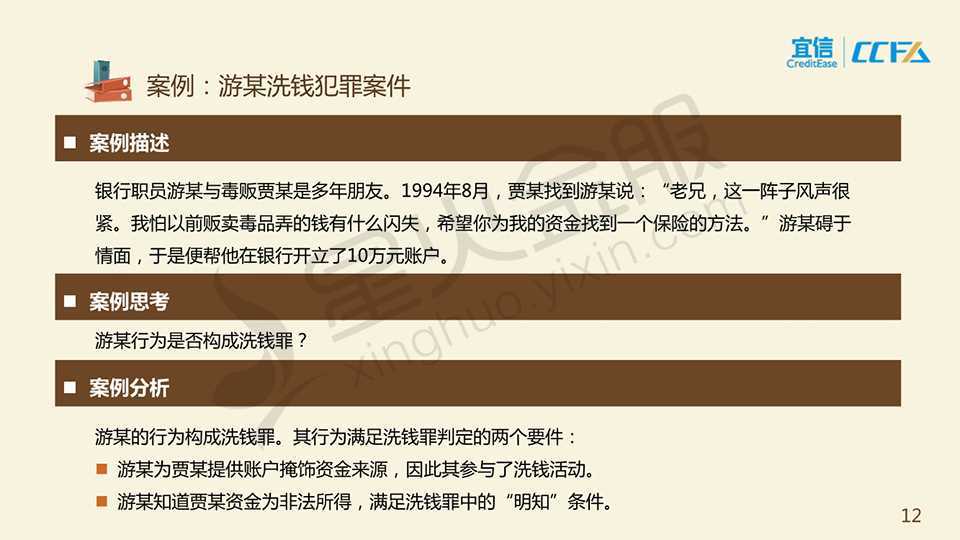 宜信
CreditEase
CCFA
案例：游某洗钱犯罪案件
案例描述
银行职员游某与毒贩贾某是多年朋友。1994年8月，贾某找到游某说：“老兄，这一阵子风声很
紧。我怕以前贩卖毒品弄的钱有什么闪失，希望你为我的资金找到一个保险的方法。”游某碍于
情面，于是便帮他在银行开立了10万元账户。
案例思考
游某行为是否构成洗钱罪？
案例分析
游某的行为构成洗钱罪。其行为满足洗钱罪判定的两个要件：
游某为贾某提供账户掩饰资金来源，因此其参与了洗钱活动。
游某知道贾某资金为非法所得，满足洗钱罪中的“明知”条件。
12
星火金服
xinghuo.yixin.com